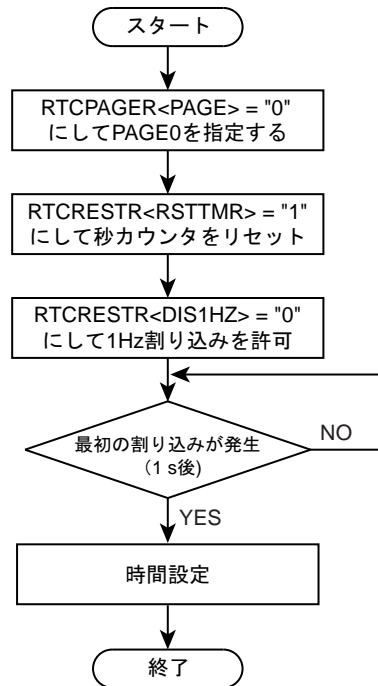 スタート
RTCPAGER<PAGE> = "0"
にしてPAGE0を指定する
RTCRESTR<RSTTMR> = "1"
にして秒カウンタをリセット
RTCRESTR<DIS1HZ> = "0"
にして1Hz割り込みを許可
最初の割り込みが発生
（1 s後)
NO
YES
時間設定
終了